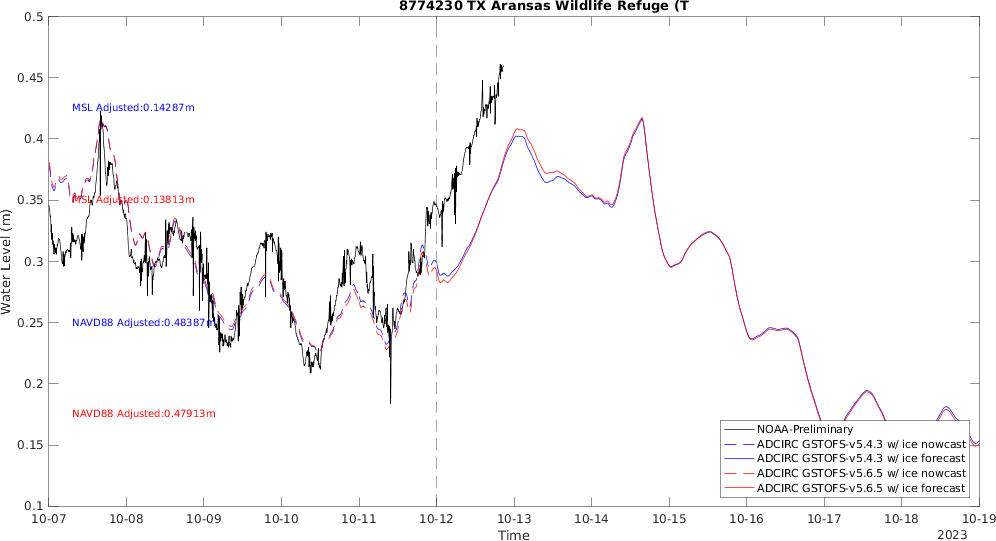 8774230 TX Aransas Wildlife Refuge (T
0.5
0.45
MSL Adjusted:0.14287m
0.4
0.35
MSL Adjusted:0.13813m
0.3
Water Level (m)
0.25
NAVD88 Adjusted:0.48387m
0.2
NAVD88 Adjusted:0.47913m
0.15
0.1
NOAA-Preliminary
ADCIRC GSTOFS-v5.4.3 w/ ice nowcast
ADCIRC GSTOFS-v5.4.3 w/ ice forecast
ADCIRC GSTOFS-v5.6.5 w/ ice nowcast
ADCIRC GSTOFS-v5.6.5 w/ ice forecast
10-07 10-08 10-09 10-10 10-11 10-12 10-13 10-14 10-15 10-16 10-17 10-18 10-19
Time
2023